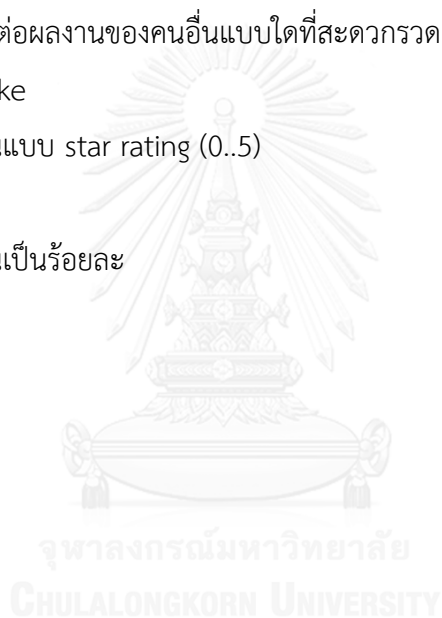 ต่อผลงานของคนอื่นแบบใดที่สะดวกรวด
ke
นแบบ star rating (0..5)
นเป็นร้อยละ
จุฬาลงกรณ์มหาวิทยาลัย
CHULALONGKORN UNIVERSITY